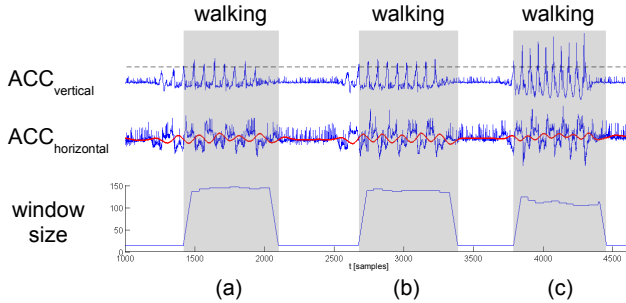 walking walking walking
ACC vertical
ACC horizontal
window size
150
100
50
0
1000 1500 2000 2500 3000 3500 4000 4500
t [samples]
(a) (b) (c)